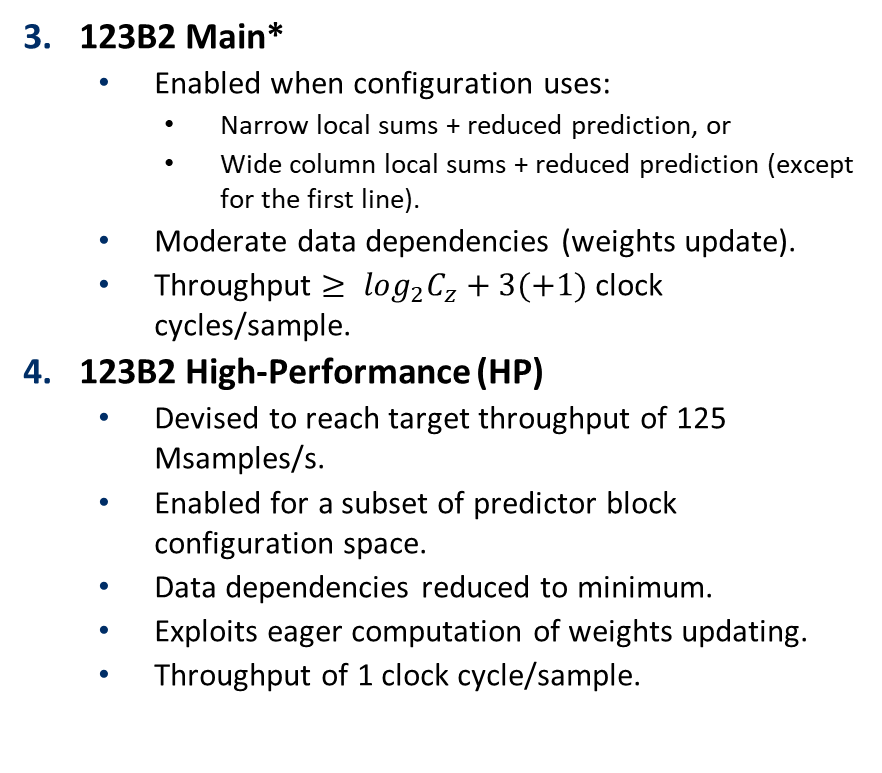 3. 123B2 Main*
• Enabled when configuration uses:
• Narrow local sums + reduced prediction, or
• Wide column local sums + reduced prediction (except
for the first line).
• Moderate data dependencies (weights update).
• Throughput ≥ log₂C_z + 3(+1) clock
cycles/sample.
4. 123B2 High-Performance (HP)
• Devised to reach target throughput of 125
Msamples/s.
• Enabled for a subset of predictor block
configuration space.
• Data dependencies reduced to minimum.
• Exploits eager computation of weights updating.
• Throughput of 1 clock cycle/sample.